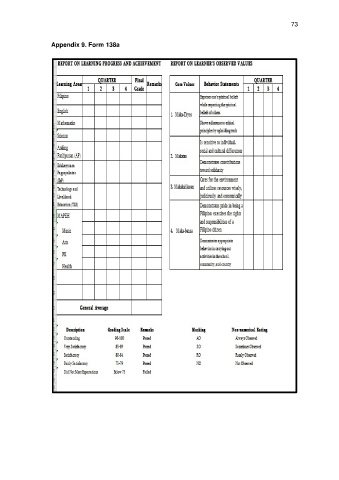 73
Appendix 9. Form 138a
REPORT ON LEARNING PROGRESS AND ACHIEVEMENT
Learning Areas QUARTER Final Grade Remarks
1 2 3 4
Filipino
English
Mathematics
Science
Araling
Panlipunan (AP)
Edukasyon sa
Pagpapakatao
(EsP)
Technology and
Livelihood
Education (TLE)
MAPEH
Music
Arts
PE
Health
General Average
REPORT ON LEARNER'S OBSERVED VALUES
Core Values Behavior Statements QUARTER
1 2 3 4
1. Maka-Diyos
Expresses one's spiritual beliefs
while respecting the spiritual
beliefs of others
Shows adherence to ethical
principles by upholding truth
2. Makatao
Is sensitive to individual,
social and cultural differences
Demonstrates contributions
toward solidarity
3. Makakalikasan
Cares for the environment
and utilizes resources wisely,
judiciously, and economically
4. Maka-bansa
Demonstrates pride in being a
Filipino; exercises the rights
and responsibilities of a
Filipino citizen
Demonstrates appropriate
behavior in carrying out
activities in the school,
community, and country
Description Grading Scale Remarks
Outstanding 90-100 Passed
Very Satisfactory 85-89 Passed
Satisfactory 80-84 Passed
Fairly Satisfactory 75-79 Passed
Did Not Meet Expectations Below 75 Failed
Marking Non-numerical Rating
AO Always Observed
SO Sometimes Observed
RO Rarely Observed
NO Not Observed